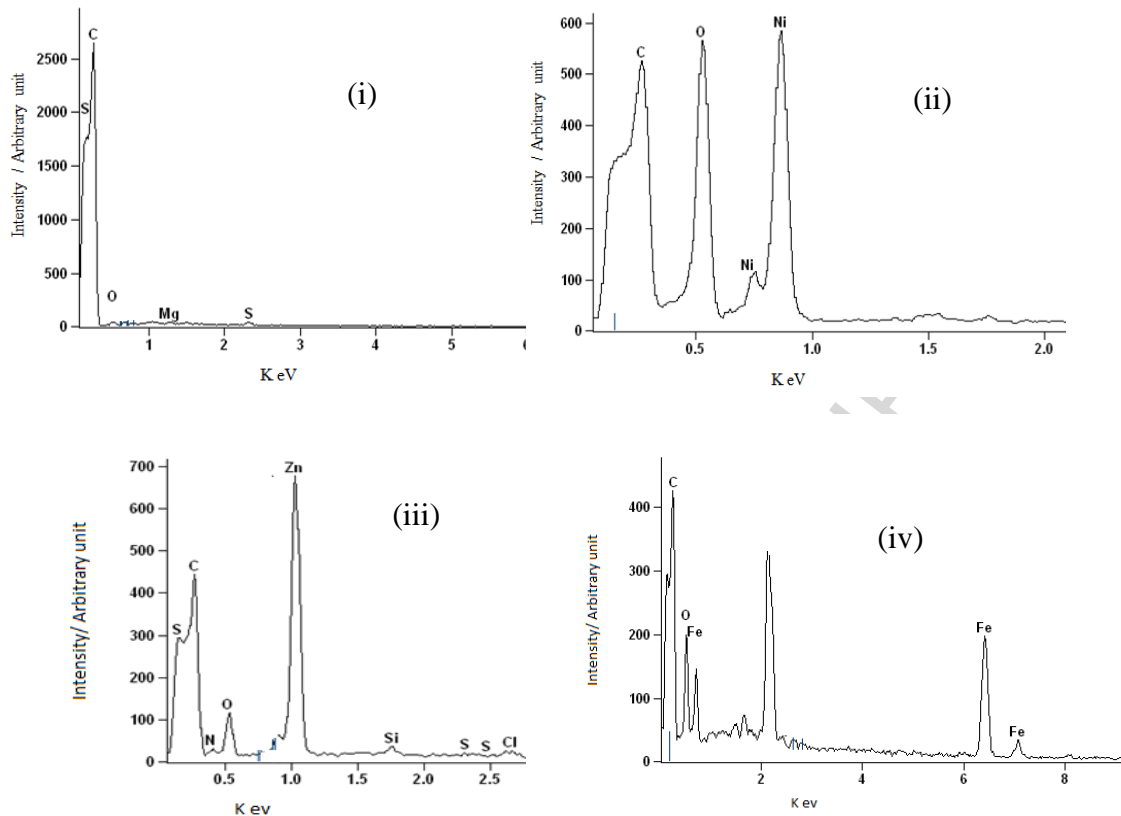 (i)
C
S
O
Mg
S
2500
2000
1500
1000
500
0
1
2
3
4
5
6
Intensity / Arbitrary unit
K eV
(ii)
C
O
Ni
Ni
600
500
400
300
200
100
0
0.5
1.0
1.5
2.0
Intensity / Arbitrary unit
K eV
(iii)
S
C
N
O
Zn
Si
S
S
Cl
700
600
500
400
300
200
100
0
0.5
1.0
1.5
2.0
2.5
Intensity/ Arbitrary unit
K ev
(iv)
C
O
Fe
Fe
Fe
400
300
200
100
0
2
4
6
8
Intensity/ Arbitrary unit
K ev